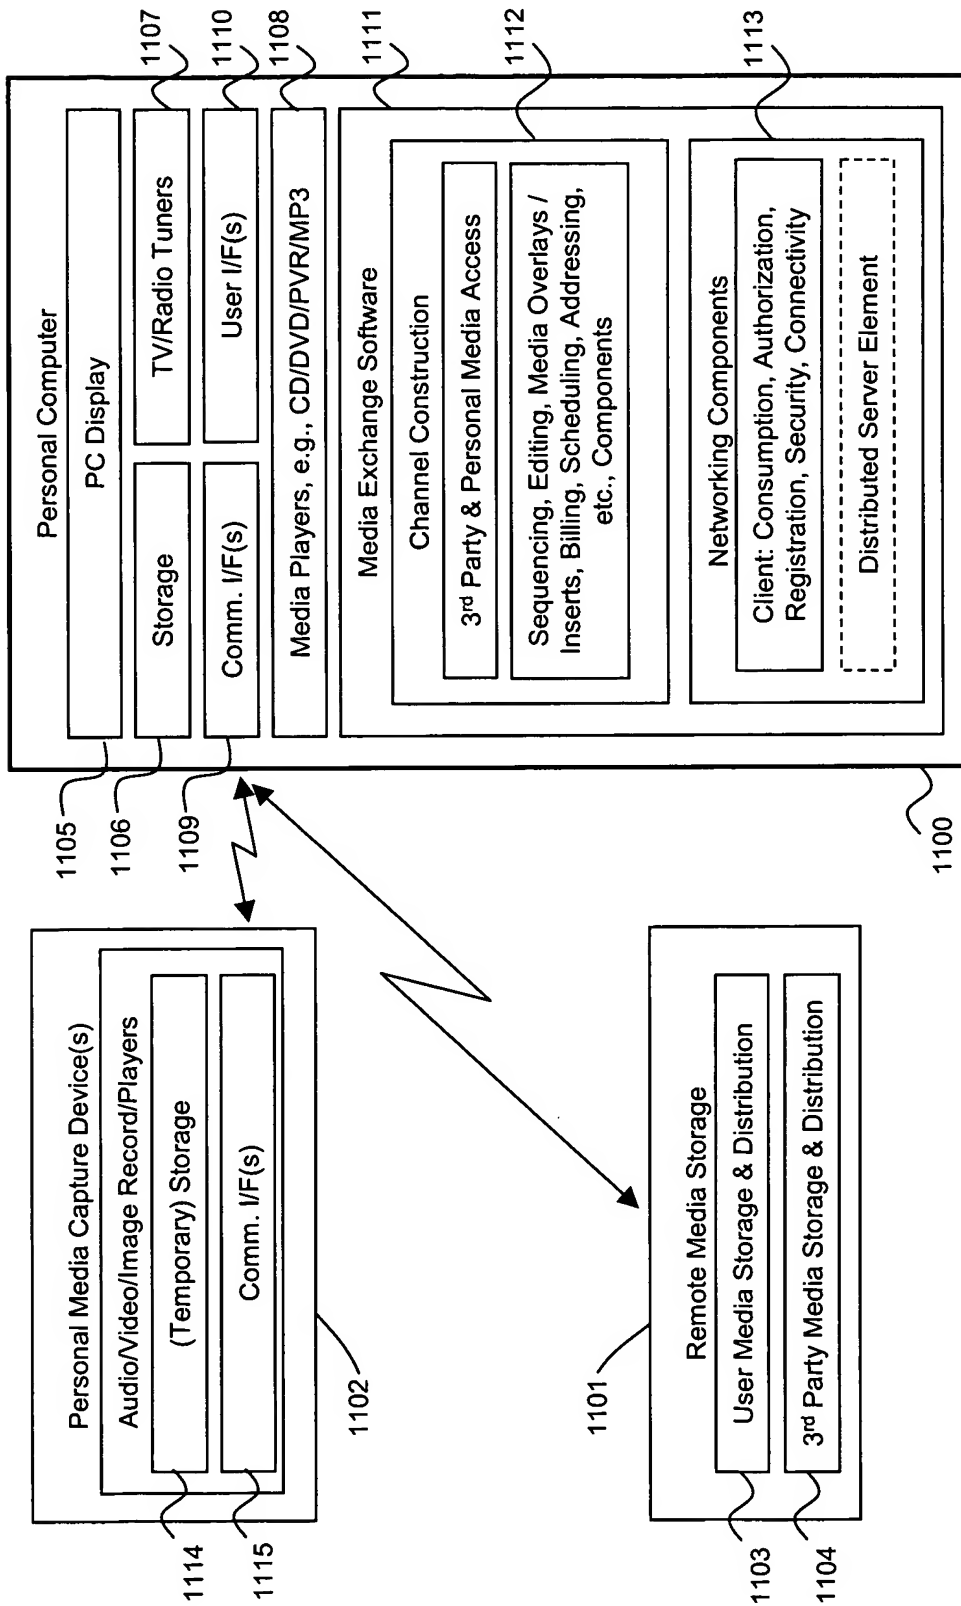 Personal Media Capture Device(s)
Audio/Video/Image Record/Players
(Temporary) Storage
Comm. I/F(s)
1114
1115
1102
Remote Media Storage
User Media Storage & Distribution
3rd Party Media Storage & Distribution
1101
1103
1104
Personal Computer
PC Display
Storage
TV/Radio Tuners
Comm. I/F(s)
User I/F(s)
Media Players, e.g., CD/DVD/PVR/MP3
Media Exchange Software
Channel Construction
3rd Party & Personal Media Access
Sequencing, Editing, Media Overlays /
Inserts, Billing, Scheduling, Addressing,
etc., Components
Networking Components
Client: Consumption, Authorization,
Registration, Security, Connectivity
Distributed Server Element
1105
1106
1109
1100
1107
1110
1108
1111
1112
1113